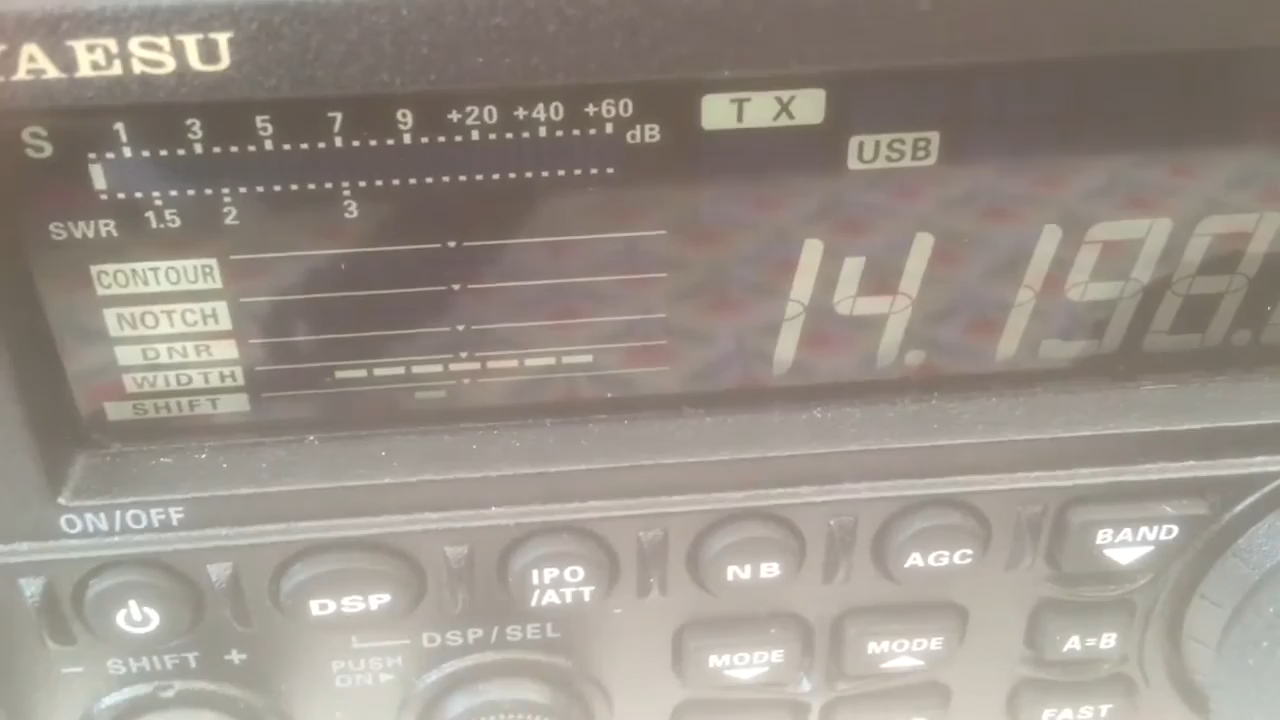 YAESU
S 1 3 5 7 9 +20 +40 +60 dB
TX
USB
SWR 1.5 2 3
14.198.
CONTOUR
NOTCH
DNR
WIDTH
SHIFT
ON/OFF
DSP
IPO
/ATT
NB
AGC
BAND
DSP/SEL
PUSH
ON
− SHIFT +
MODE
MODE
A=B
FAST